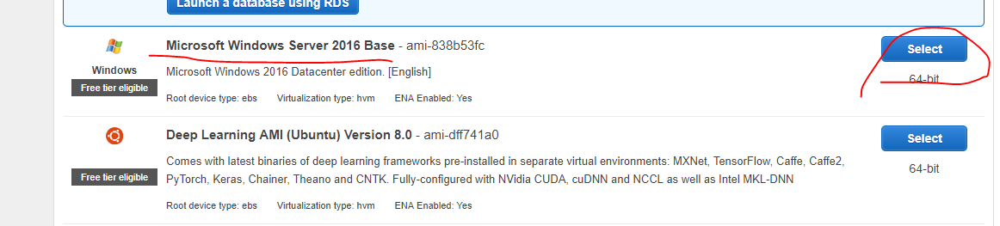 Launch a database using RDS
Microsoft Windows Server 2016 Base - ami-838b53fc
Select
Windows
Microsoft Windows 2016 Datacenter edition. [English]
64-bit
Free tier eligible
Root device type: ebs Virtualization type: hvm ENA Enabled: Yes
Deep Learning AMI (Ubuntu) Version 8.0 - ami-dff741a0
Select
Comes with latest binaries of deep learning frameworks pre-installed in separate virtual environments: MXNet, TensorFlow, Caffe, Caffe2,
64-bit
Free tier eligible
PyTorch, Keras, Chainer, Theano and CNTK. Fully-configured with NVidia CUDA, cuDNN and NCCL as well as Intel MKL-DNN
Root device type: ebs Virtualization type: hvm ENA Enabled: Yes